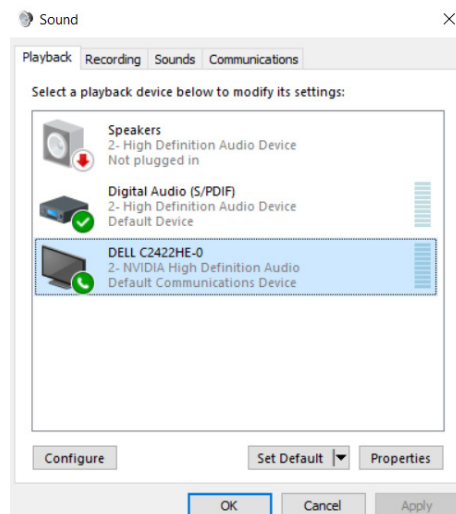 Sound
Playback Recording Sounds Communications
Select a playback device below to modify its settings:
Speakers
2- High Definition Audio Device
Not plugged in
Digital Audio (S/PDIF)
2- High Definition Audio Device
Default Device
DELL C2422HE-0
2- NVIDIA High Definition Audio
Default Communications Device
Configure Set Default Properties
OK Cancel Apply